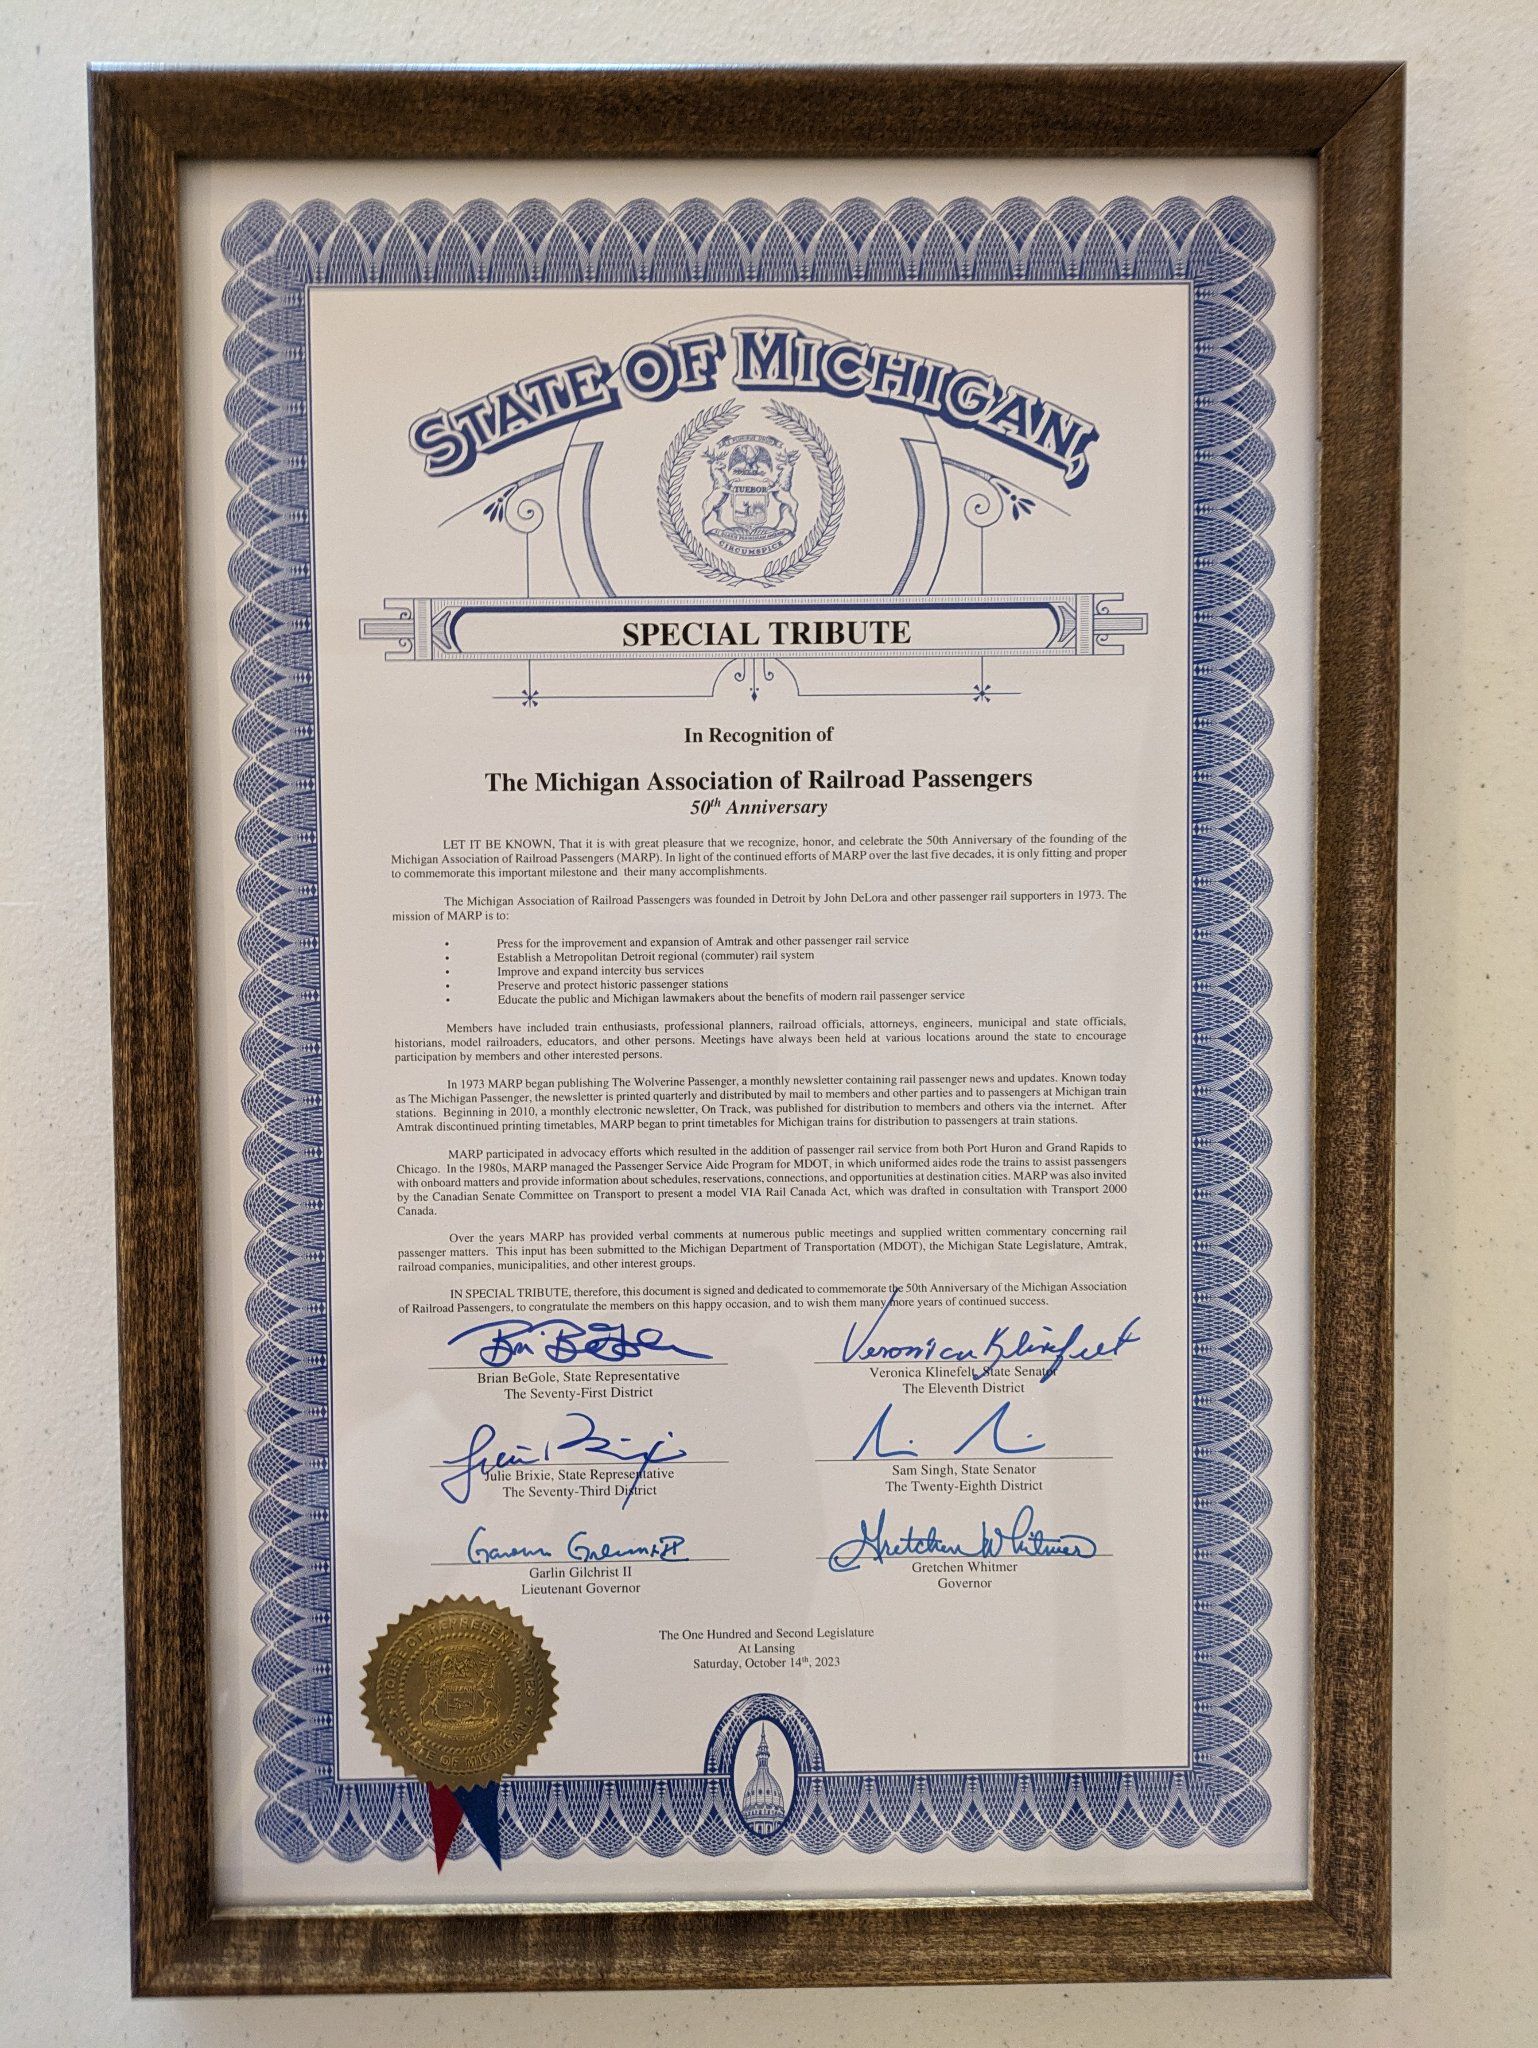 STATE OF MICHIGAN,
E PLURIBUS UNUM
TUEBOR
CIRCUMSPICE
SPECIAL TRIBUTE
In Recognition of
The Michigan Association of Railroad Passengers
50th Anniversary
LET IT BE KNOWN, That it is with great pleasure that we recognize, honor, and celebrate the 50th Anniversary of the founding of the
Michigan Association of Railroad Passengers (MARP). In light of the continued efforts of MARP over the last five decades, it is only fitting and proper
to commemorate this important milestone and their many accomplishments.
The Michigan Association of Railroad Passengers was founded in Detroit by John DeLora and other passenger rail supporters in 1973. The
mission of MARP is to:
• Press for the improvement and expansion of Amtrak and other passenger rail service
• Establish a Metropolitan Detroit regional (commuter) rail system
• Improve and expand intercity bus services
• Preserve and protect historic passenger stations
• Educate the public and Michigan lawmakers about the benefits of modern rail passenger service
Members have included train enthusiasts, professional planners, railroad officials, attorneys, engineers, municipal and state officials,
historians, model railroaders, educators, and other persons. Meetings have always been held at various locations around the state to encourage
participation by members and other interested persons.
In 1973 MARP began publishing The Wolverine Passenger, a monthly newsletter containing rail passenger news and updates. Known today
as The Michigan Passenger, the newsletter is printed quarterly and distributed by mail to members and other parties and to passengers at Michigan train
stations. Beginning in 2010, a monthly electronic newsletter, On Track, was published for distribution to members and others via the internet. After
Amtrak discontinued printing timetables, MARP began to print timetables for Michigan trains for distribution to passengers at train stations.
MARP participated in advocacy efforts which resulted in the addition of passenger rail service from both Port Huron and Grand Rapids to
Chicago. In the 1980s, MARP managed the Passenger Service Aide Program for MDOT, in which uniformed aides rode the trains to assist passengers
with onboard matters and provide information about schedules, reservations, connections, and opportunities at destination cities. MARP was also invited
by the Canadian Senate Committee on Transport to present a model VIA Rail Canada Act, which was drafted in consultation with Transport 2000
Canada.
Over the years MARP has provided verbal comments at numerous public meetings and supplied written commentary concerning rail
passenger matters. This input has been submitted to the Michigan Department of Transportation (MDOT), the Michigan State Legislature, Amtrak,
railroad companies, municipalities, and other interest groups.
IN SPECIAL TRIBUTE, therefore, this document is signed and dedicated to commemorate the 50th Anniversary of the Michigan Association
of Railroad Passengers, to congratulate the members on this happy occasion, and to wish them many more years of continued success.
Veronica Klinefelt
Brian BeGole, State Representative
The Seventy-First District
Veronica Klinefelt, State Senator
The Eleventh District
Julie Brixie, State Representative
The Seventy-Third District
Sam Singh, State Senator
The Twenty-Eighth District
Gretchen Whitmer
Garlin Gilchrist II
Lieutenant Governor
Gretchen Whitmer
Governor
The One Hundred and Second Legislature
At Lansing
Saturday, October 14th, 2023
HOUSE OF REPRESENTATIVES
STATE OF MICHIGAN